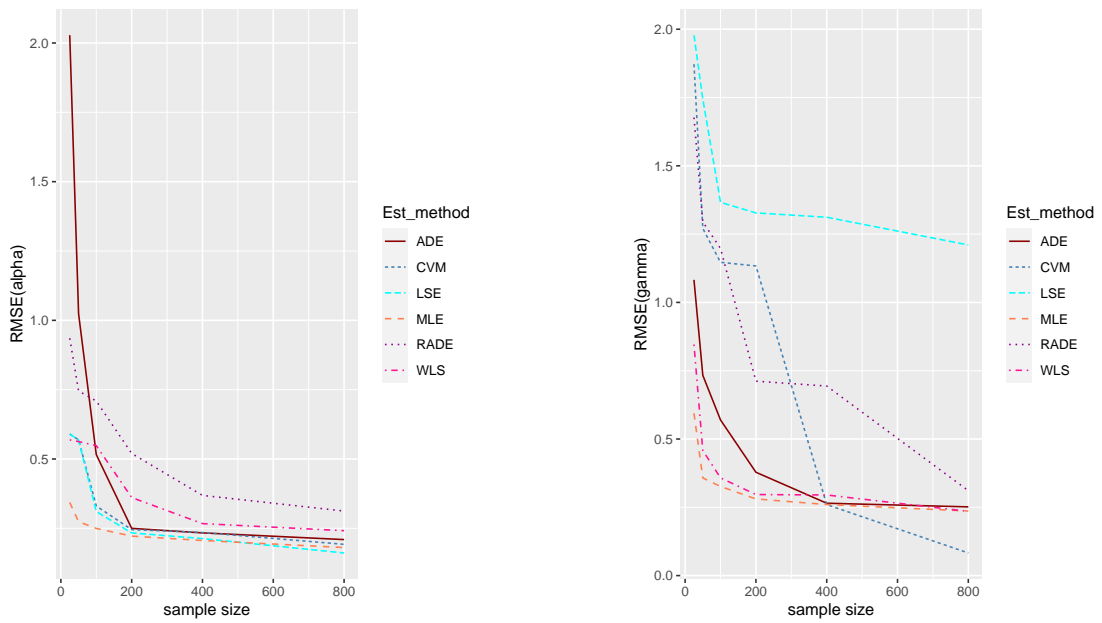 RMSE(alpha)
2.0
1.5
1.0
0.5
0
200
400
600
800
sample size
Est_method
ADE
CVM
LSE
MLE
RADE
WLS
RMSE(gamma)
2.0
1.5
1.0
0.5
0.0
0
200
400
600
800
sample size
Est_method
ADE
CVM
LSE
MLE
RADE
WLS